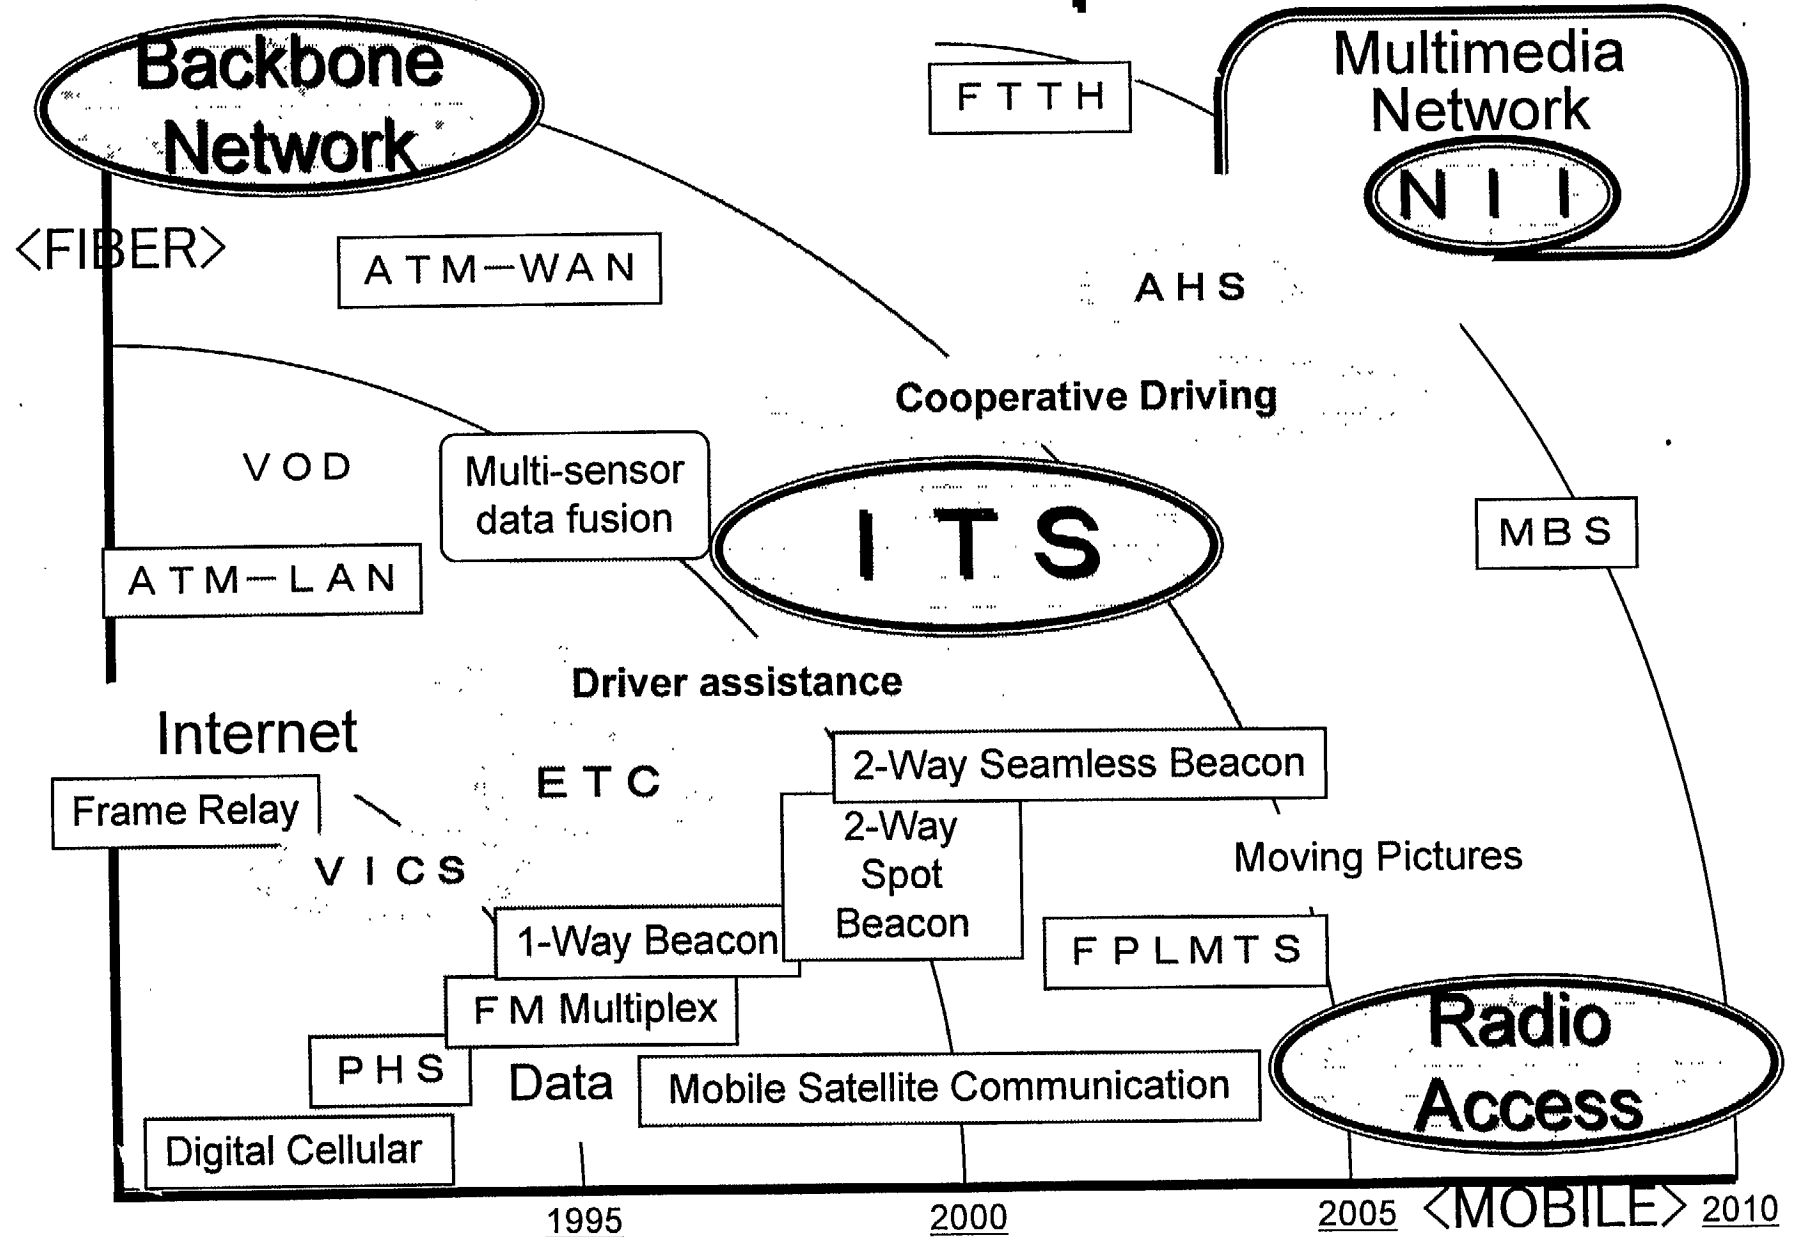 Backbone
Network
FTTH
Multimedia
Network
NII
<FIBER>
ATM-WAN
AHS
Cooperative Driving
VOD
Multi-sensor
data fusion
ITS
MBS
ATM-LAN
Driver assistance
Internet
2-Way Seamless Beacon
ETC
Frame Relay
2-Way
Spot
Beacon
Moving Pictures
VICS
1-Way Beacon
FPLMTS
FM Multiplex
Radio
Access
PHS
Data
Mobile Satellite Communication
Digital Cellular
1995
2000
2005
<MOBILE>
2010